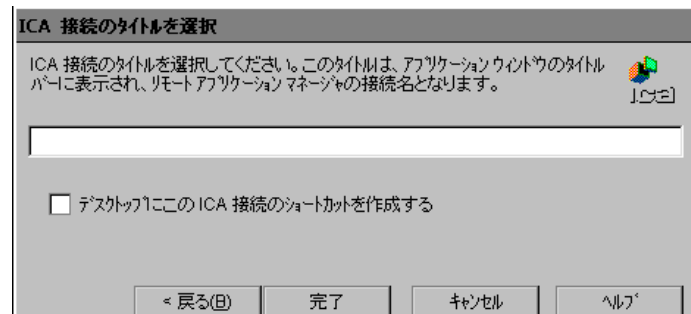 ICA 接続のタイトルを選択
ICA 接続のタイトルを選択してください。このタイトルは、アプリケーション ウィンドウのタイトル
バーに表示され、リモート アプリケーション マネージャの接続名となります。
ICA
デスクトップにこの ICA 接続のショートカットを作成する
< 戻る(B) 完了 キャンセル ヘルプ